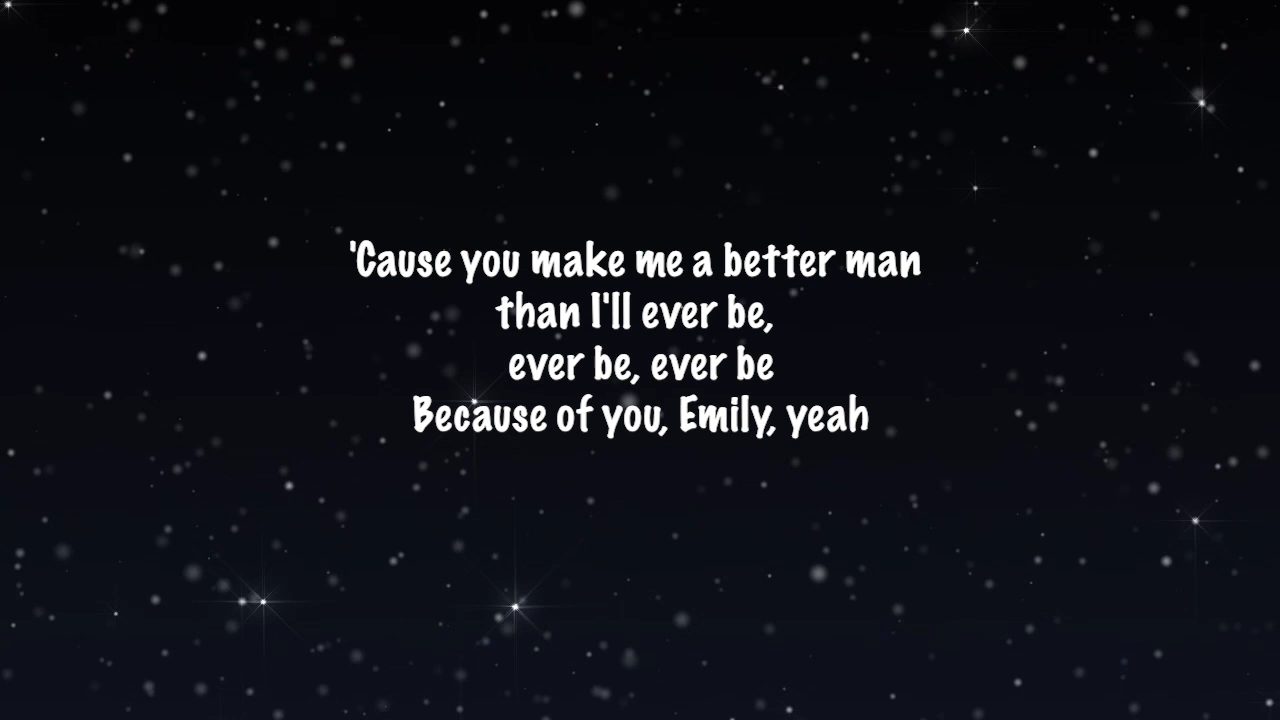 'Cause you make me a better man
than I'll ever be,
ever be, ever be
Because of you, Emily, yeah